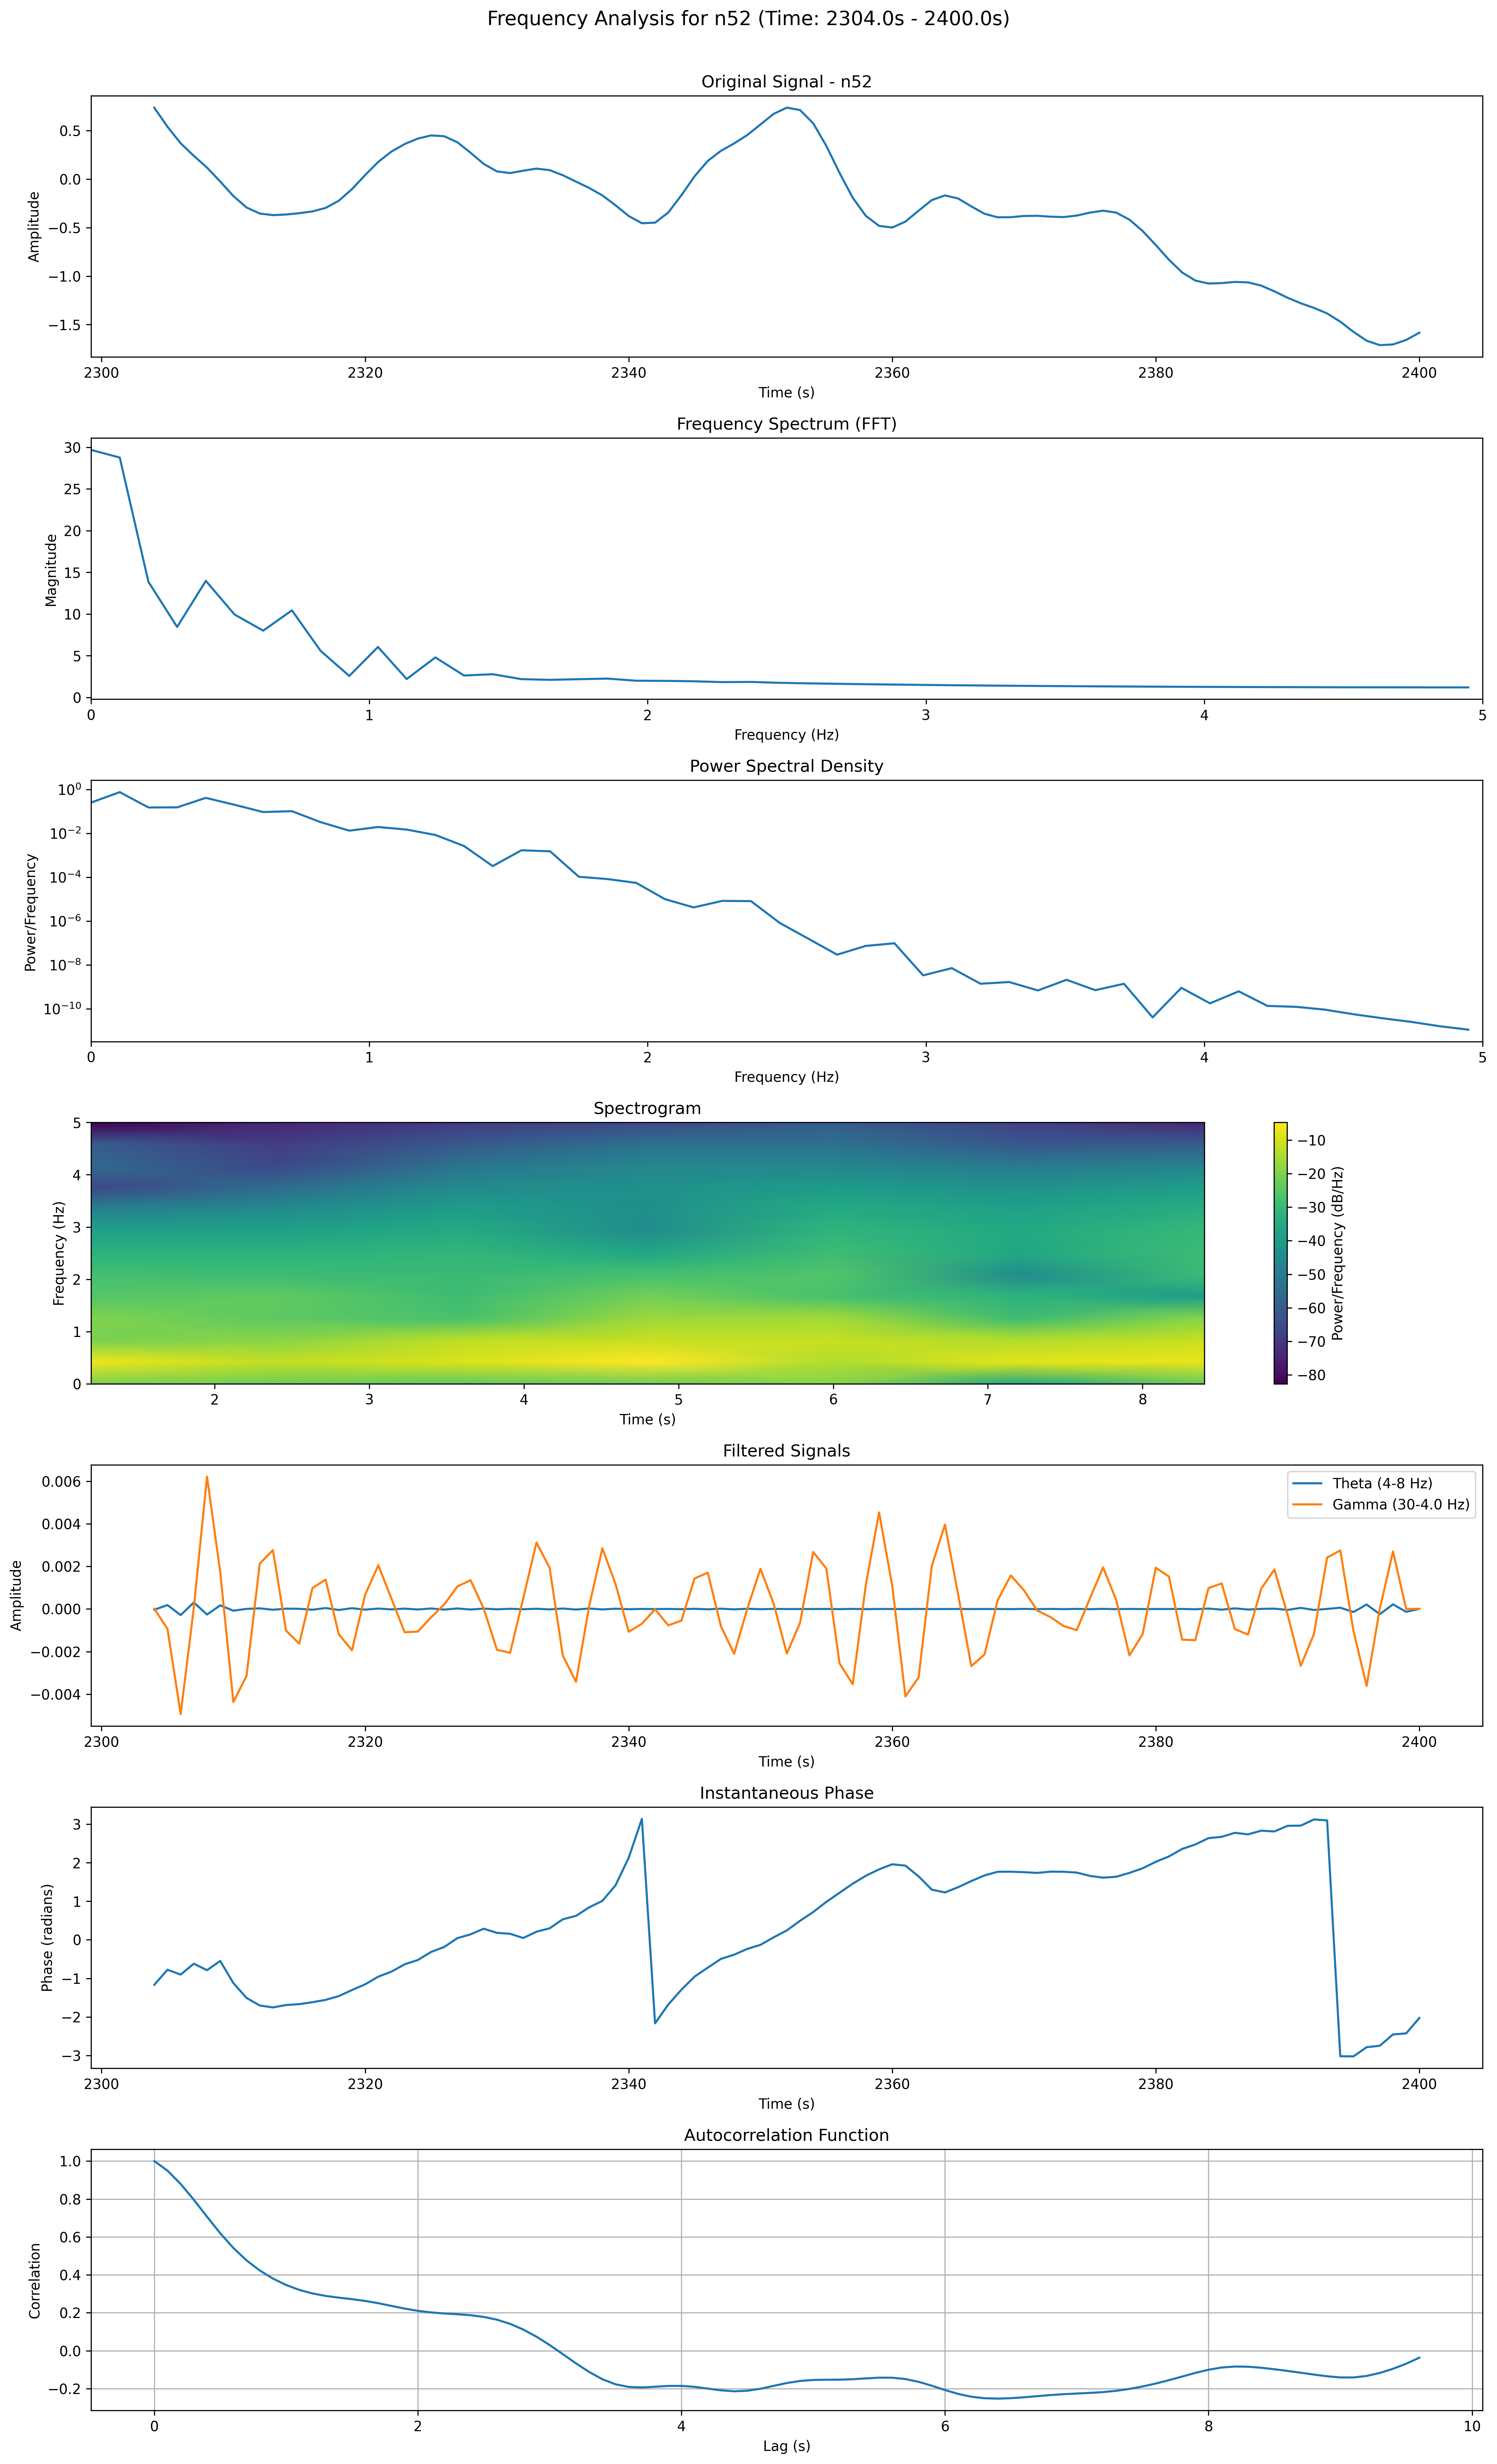 Frequency Analysis for n52 (Time: 2304.0s - 2400.0s)
Original Signal - n52
0.5
0.0
−0.5
−1.0
−1.5
Amplitude
2300 2320 2340 2360 2380 2400
Time (s)
Frequency Spectrum (FFT)
30
25
20
15
10
5
0
Magnitude
0 1 2 3 4 5
Frequency (Hz)
Power Spectral Density
10⁰
10⁻²
10⁻⁴
10⁻⁶
10⁻⁸
10⁻¹⁰
Power/Frequency
0 1 2 3 4 5
Frequency (Hz)
Spectrogram
5
4
3
2
1
0
Frequency (Hz)
2 3 4 5 6 7 8
Time (s)
−10
−20
−30
−40
−50
−60
−70
−80
Power/Frequency (dB/Hz)
Filtered Signals
Theta (4-8 Hz)
Gamma (30-4.0 Hz)
0.006
0.004
0.002
0.000
−0.002
−0.004
Amplitude
2300 2320 2340 2360 2380 2400
Time (s)
Instantaneous Phase
3
2
1
0
−1
−2
−3
Phase (radians)
2300 2320 2340 2360 2380 2400
Time (s)
Autocorrelation Function
1.0
0.8
0.6
0.4
0.2
0.0
−0.2
Correlation
0 2 4 6 8 10
Lag (s)